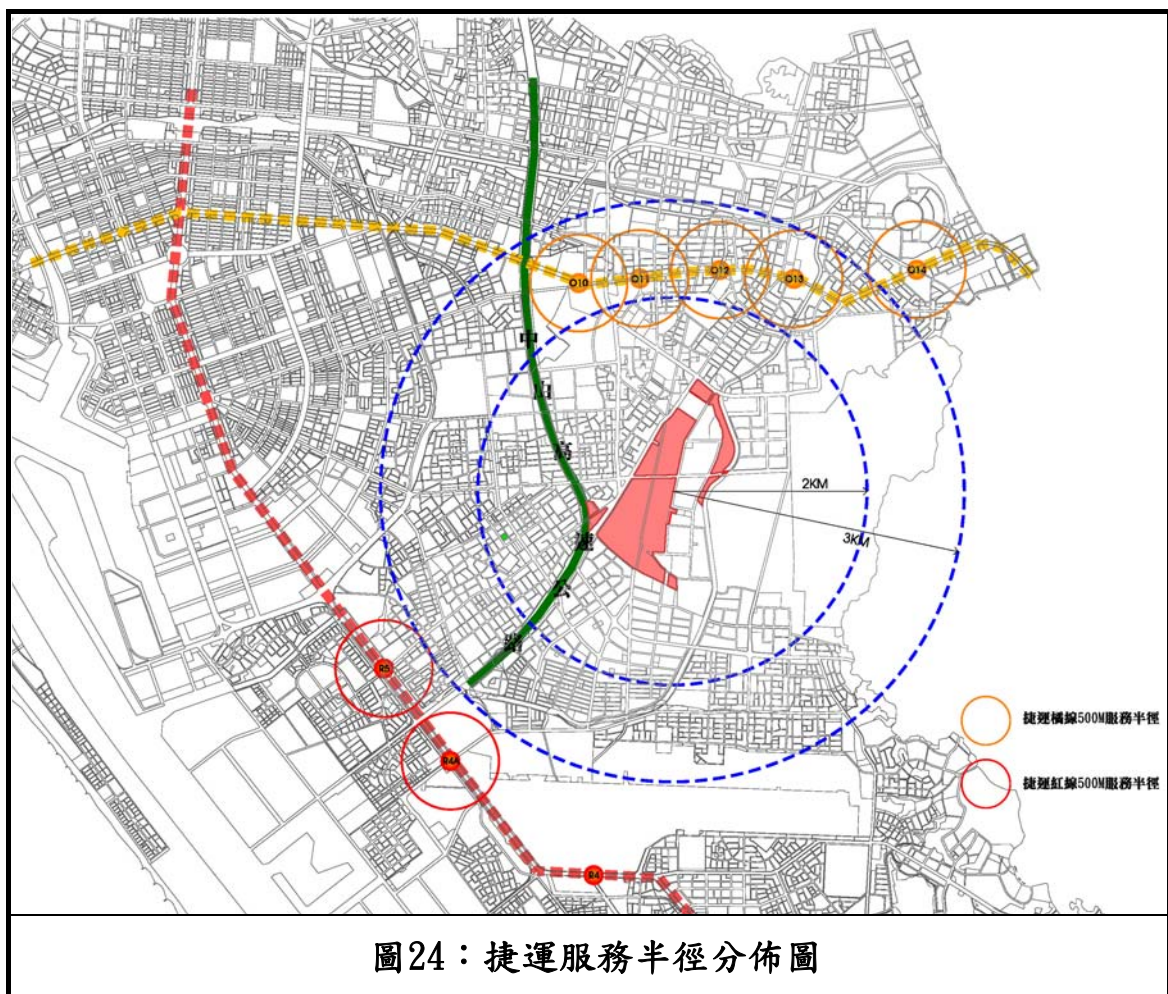 O10
O11
O12
O13
O14
中山高速公路
2KM
3KM
R5
R4A
R4
捷運橘線500M服務半徑
捷運紅線500M服務半徑
圖24：捷運服務半徑分佈圖